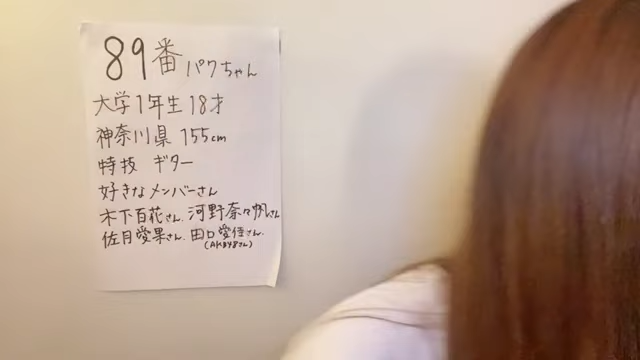 89番 パクちゃん
大学1年生 18才
神奈川県 155cm
特技 ギター
好きなメンバーさん
木下百花さん、河野奈々帆さん
佐月愛果さん、田口愛佳さん
(AKB48さん)